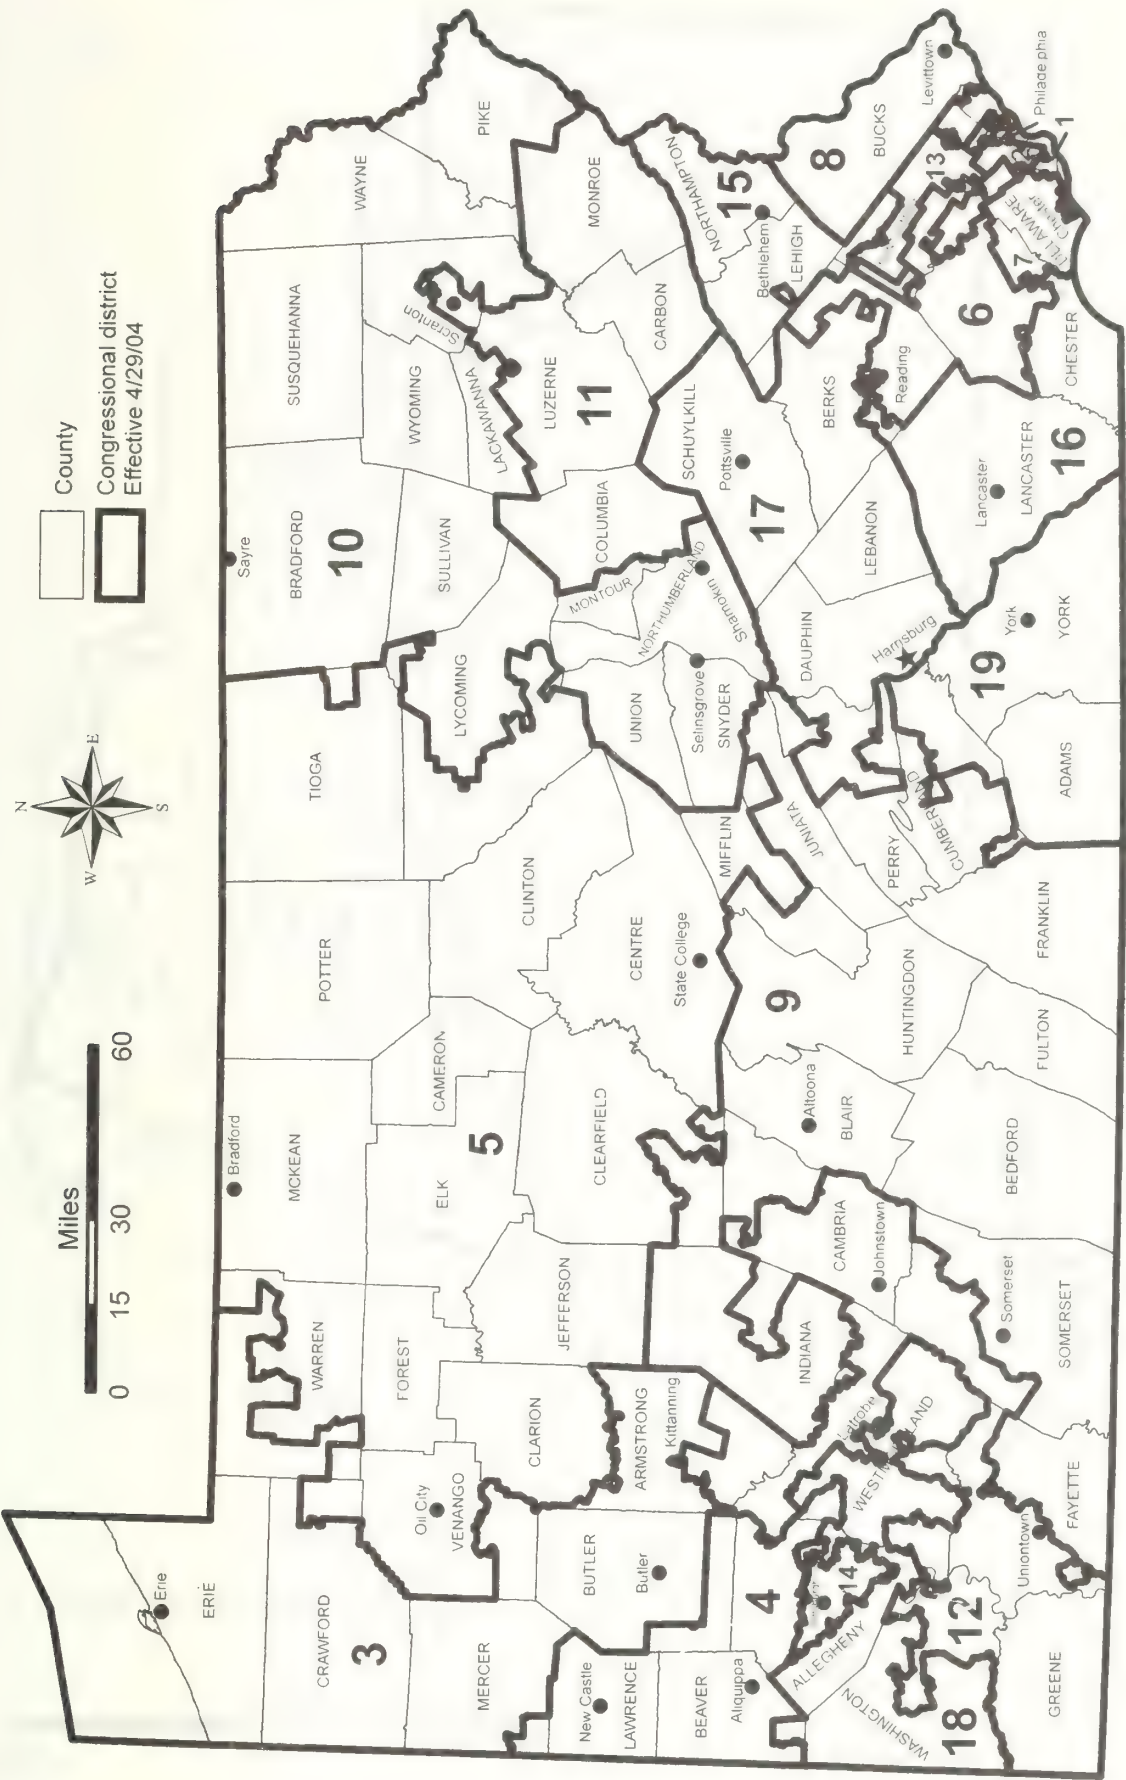 N
E
S
W
Miles
0 15 30 60
County
Congressional district
Effective 4/29/04
Erie
ERIE
CRAWFORD
3
MERCER
New Castle
LAWRENCE
BEAVER
Aliquippa
WARREN
FOREST
Oil City
VENANGO
CLARION
BUTLER
Butler
ARMSTRONG
Kittanning
4
14
ALLEGHENY
WASHINGTON
18
12
GREENE
FAYETTE
Uniontown
Latrobe
INDIANA
JEFFERSON
Bradford
MCKEAN
ELK
5
CAMERON
POTTER
CLEARFIELD
CLINTON
CENTRE
State College
CAMBRIA
Johnstown
Somerset
SOMERSET
Altoona
BLAIR
BEDFORD
9
HUNTINGDON
FULTON
FRANKLIN
MIFFLIN
JUNIATA
PERRY
TIOGA
LYCOMING
Sayre
BRADFORD
10
SULLIVAN
SUSQUEHANNA
WYOMING
LACKAWANNA
Scranton
WAYNE
PIKE
MONROE
LUZERNE
11
COLUMBIA
MONTOUR
NORTHUMBERLAND
Shamokin
UNION
Selinsgrove
SNYDER
CARBON
SCHUYLKILL
Pottsville
17
DAUPHIN
LEBANON
Harrisburg
19
York
YORK
ADAMS
Lancaster
LANCASTER
16
BERKS
Reading
NORTHAMPTON
15
Bethlehem
LEHIGH
8
BUCKS
Levittown
13
6
7
CHESTER
Chester
2
1
Philadelphia